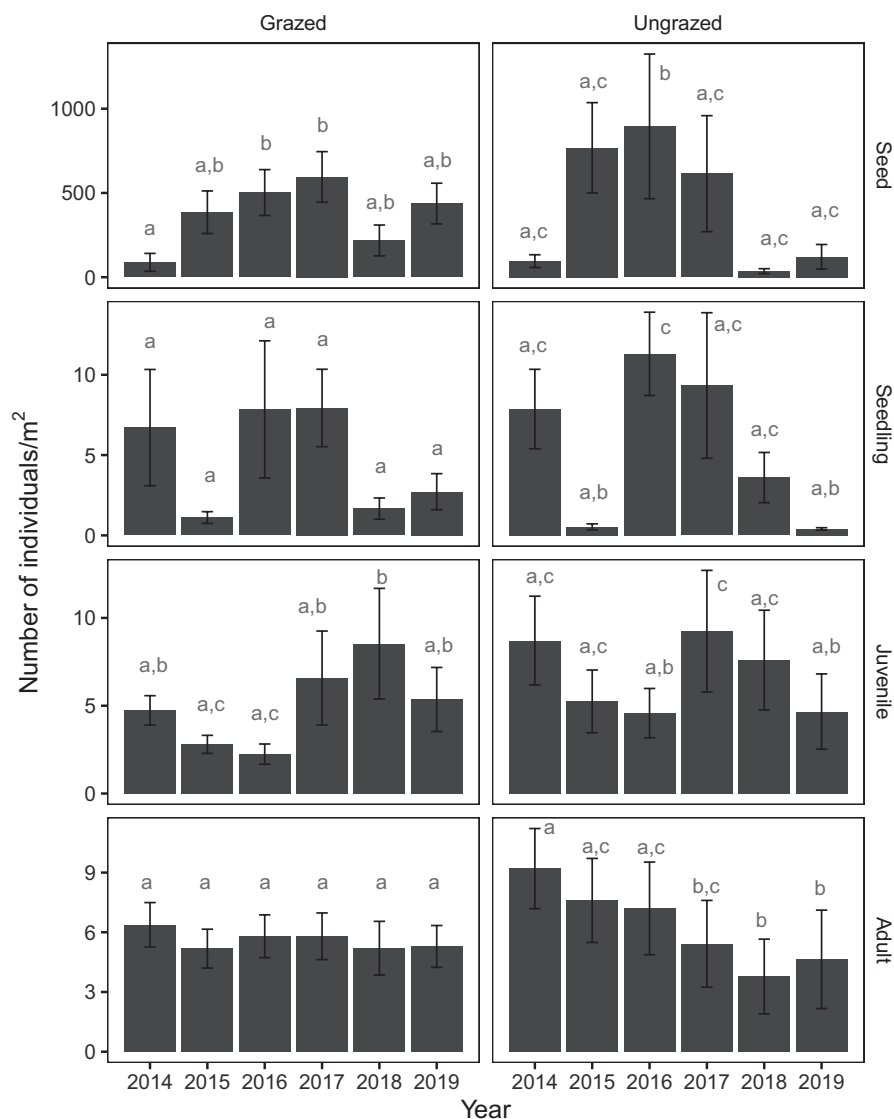 Grazed Ungrazed
1000
500
0
a a,b b b a,b a,b
a,c a,c b a,c a,c a,c
Seed
10
5
0
a a a a a a
a,c a,b c a,c a,c a,b
Seedling
10
5
0
a,b a,c a,c a,b b a,b
a,c a,c a,b c a,c a,b
Juvenile
9
6
3
0
a a a a a a
a a,c a,c b,c b b
Adult
Number of individuals/m²
2014 2015 2016 2017 2018 2019 2014 2015 2016 2017 2018 2019
Year